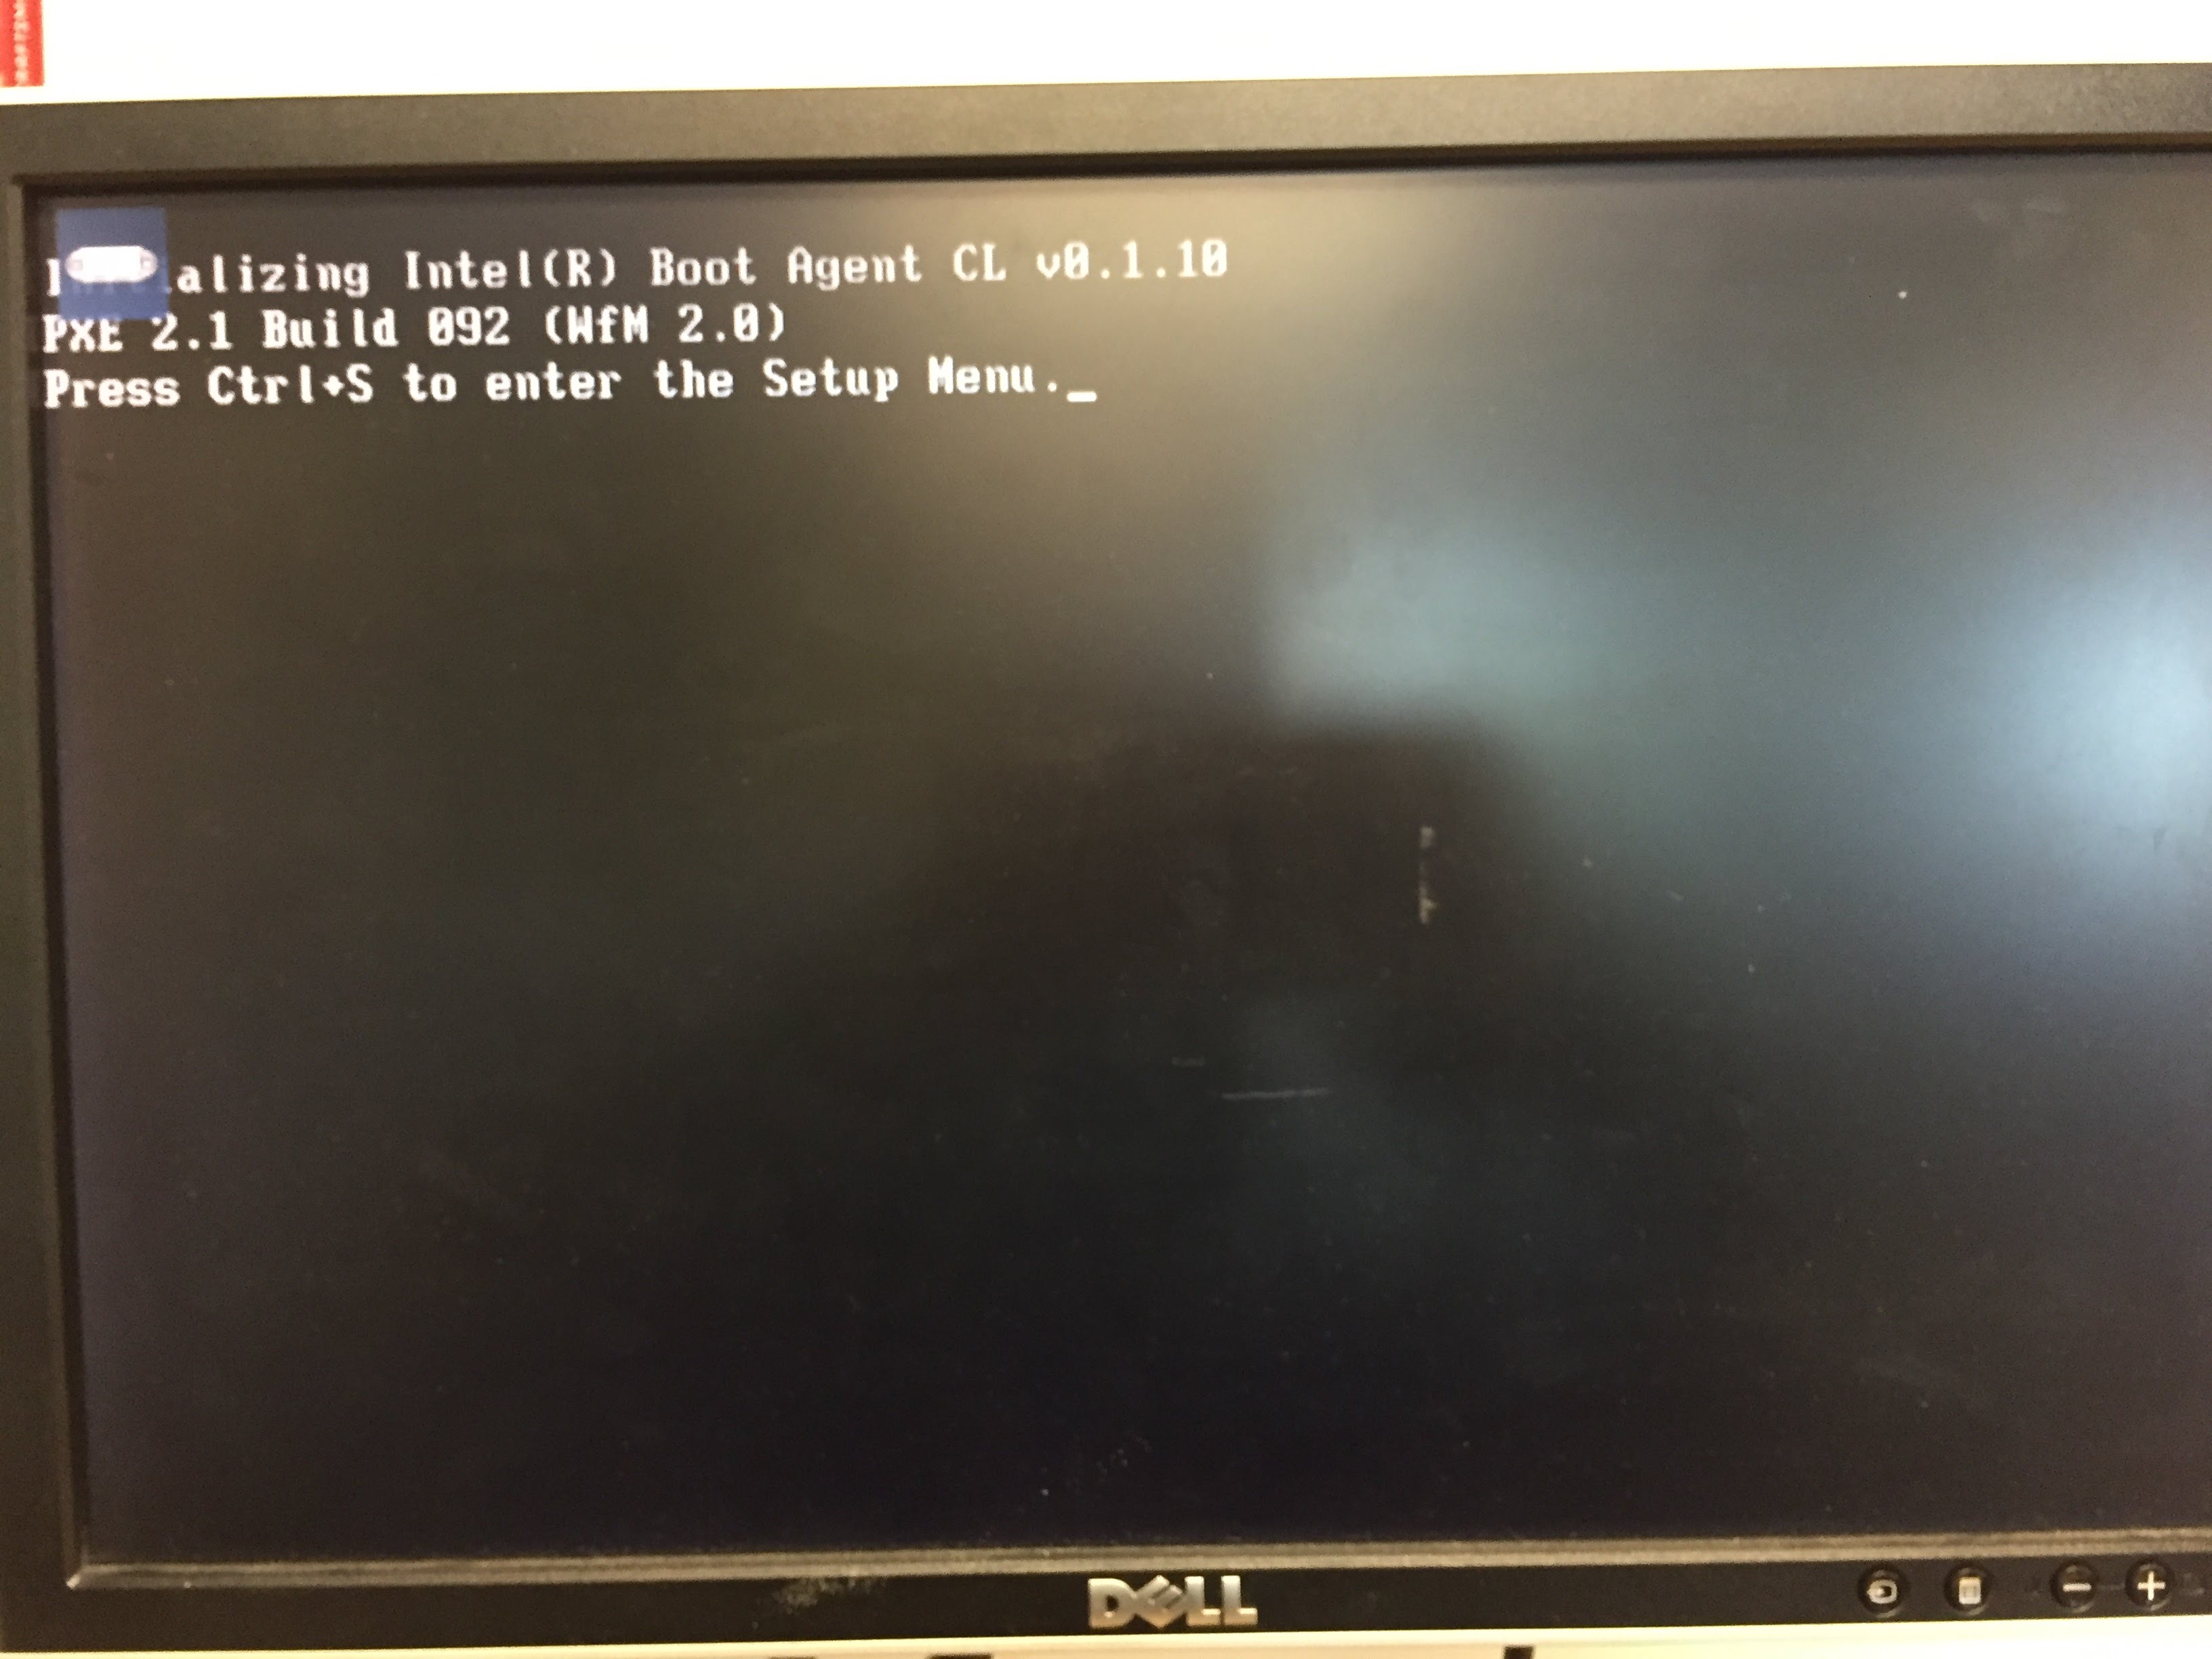 alizing Intel(R) Boot Agent CL v0.1.10
PXE 2.1 Build 092 (WfM 2.0)
Press Ctrl+S to enter the Setup Menu._
DELL